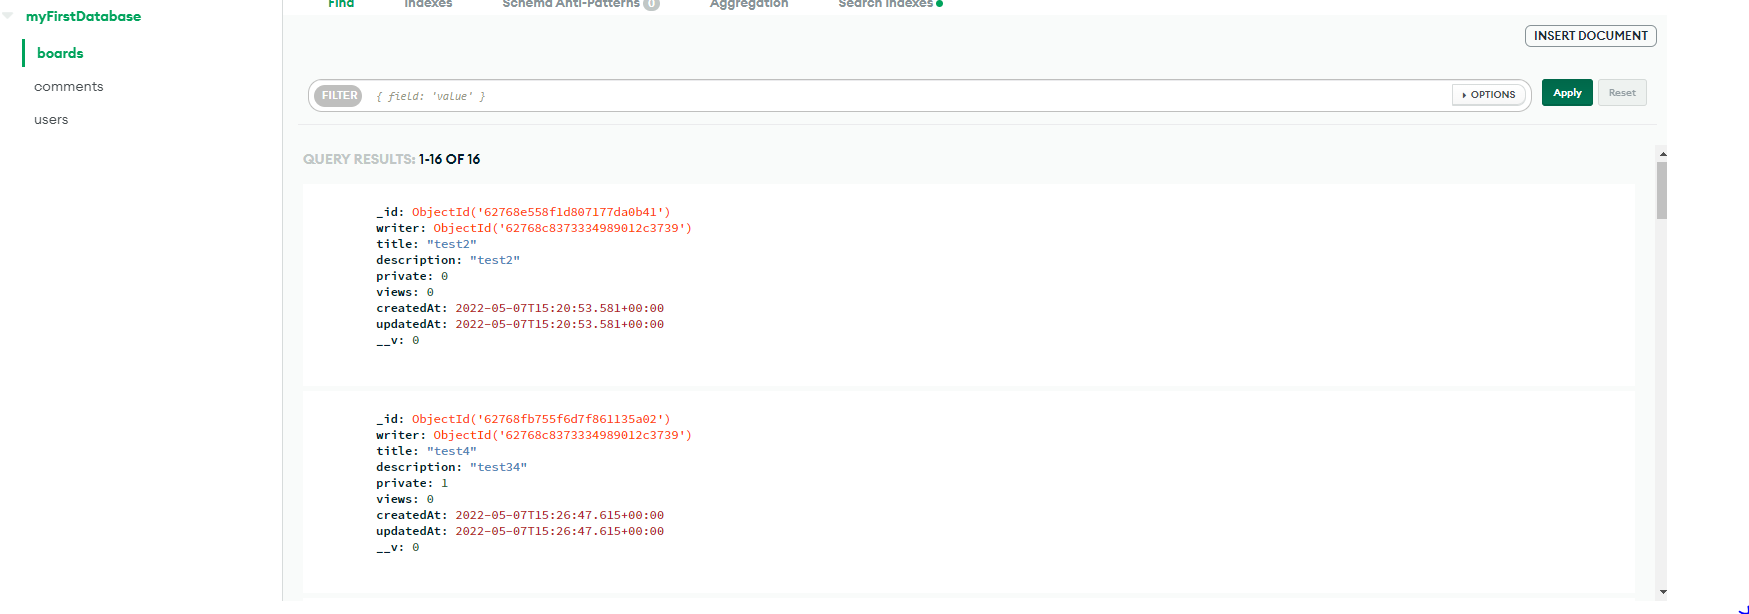 myFirstDatabase
boards
comments
users
Find Indexes Schema Anti-Patterns 0 Aggregation Search Indexes
INSERT DOCUMENT
FILTER { field: 'value' } OPTIONS Apply Reset
QUERY RESULTS: 1-16 OF 16
_id: ObjectId('62768e558f1d807177da0b41')
writer: ObjectId('62768c8373334989012c3739')
title: "test2"
description: "test2"
private: 0
views: 0
createdAt: 2022-05-07T15:20:53.581+00:00
updatedAt: 2022-05-07T15:20:53.581+00:00
__v: 0
_id: ObjectId('62768fb755f6d7f861135a02')
writer: ObjectId('62768c8373334989012c3739')
title: "test4"
description: "test34"
private: 1
views: 0
createdAt: 2022-05-07T15:26:47.615+00:00
updatedAt: 2022-05-07T15:26:47.615+00:00
__v: 0